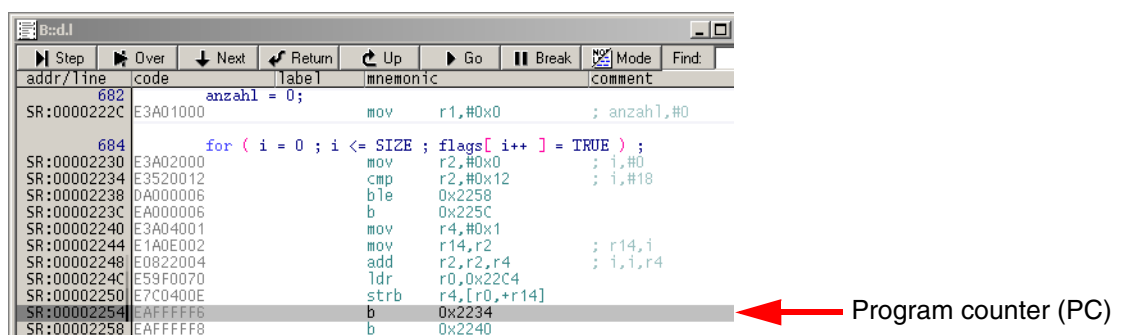 B::d.l
Step Over Next Return Up Go Break Mode Find:
addr/line code label mnemonic comment
682 anzahl = 0;
SR:0000222C E3A01000 mov r1,#0x0 ; anzahl,#0
684 for ( i = 0 ; i <= SIZE ; flags[ i++ ] = TRUE ) ;
SR:00002230 E3A02000 mov r2,#0x0 ; i,#0
SR:00002234 E3520012 cmp r2,#0x12 ; i,#18
SR:00002238 DA000006 ble 0x2258
SR:0000223C EA000006 b 0x225C
SR:00002240 E3A04001 mov r4,#0x1
SR:00002244 E1A0E002 mov r14,r2 ; r14,i
SR:00002248 E0822004 add r2,r2,r4 ; i,i,r4
SR:0000224C E59F0070 ldr r0,0x22C4
SR:00002250 E7C0400E strb r4,[r0,+r14]
SR:00002254 EAFFFFF6 b 0x2234 Program counter (PC)
SR:00002258 EAFFFFF8 b 0x2240